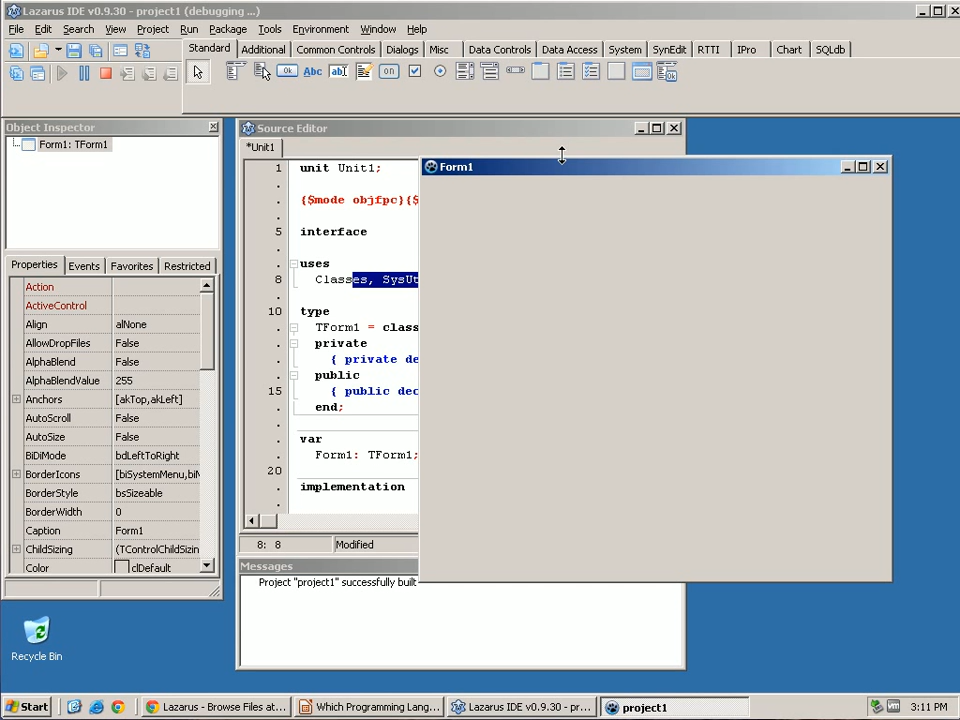 Lazarus IDE v0.9.30 - project1 (debugging ...)
File Edit Search View Project Run Package Tools Environment Window Help
Standard Additional Common Controls Dialogs Misc Data Controls Data Access System SynEdit RTTI IPro Chart SQLdb
Ok Abc ab on
Object Inspector
Form1: TForm1
Properties Events Favorites Restricted
Action
ActiveControl
Align alNone
AllowDropFiles False
AlphaBlend False
AlphaBlendValue 255
Anchors [akTop,akLeft]
AutoScroll False
AutoSize False
BiDiMode bdLeftToRight
BorderIcons [biSystemMenu,biM
BorderStyle bsSizeable
BorderWidth 0
Caption Form1
ChildSizing (TControlChildSizin
Color clDefault
Source Editor
*Unit1
1 unit Unit1;
{$mode objfpc}{$
5 interface
uses
8 Classes, SysUt
10 type
TForm1 = class
private
{ private de
public
15 { public dec
end;
var
Form1: TForm1;
20
implementation
8: 8 Modified
Form1
Messages
Project "project1" successfully built
Recycle Bin
Start Lazarus - Browse Files at... Which Programming Lang... Lazarus IDE v0.9.30 - pr... project1 3:11 PM